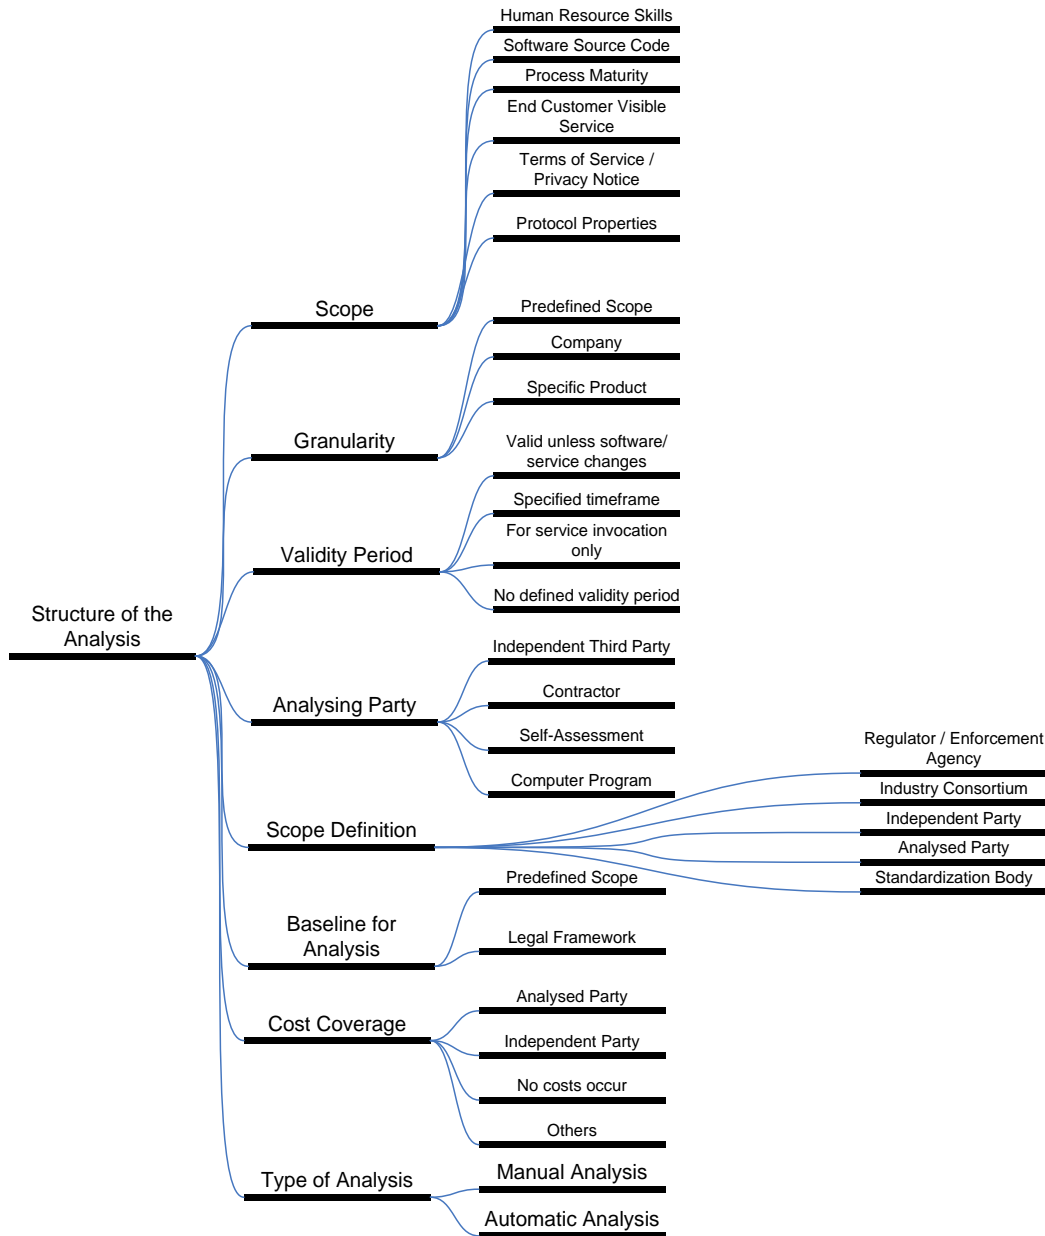 Human Resource Skills
Software Source Code
Process Maturity
End Customer Visible
Service
Terms of Service /
Privacy Notice
Protocol Properties
Scope
Predefined Scope
Company
Specific Product
Granularity
Valid unless software/
service changes
Specified timeframe
For service invocation
only
No defined validity period
Validity Period
Structure of the
Analysis
Independent Third Party
Contractor
Self-Assessment
Computer Program
Analysing Party
Regulator / Enforcement
Agency
Industry Consortium
Independent Party
Analysed Party
Standardization Body
Scope Definition
Predefined Scope
Legal Framework
Baseline for
Analysis
Analysed Party
Independent Party
No costs occur
Others
Cost Coverage
Manual Analysis
Automatic Analysis
Type of Analysis